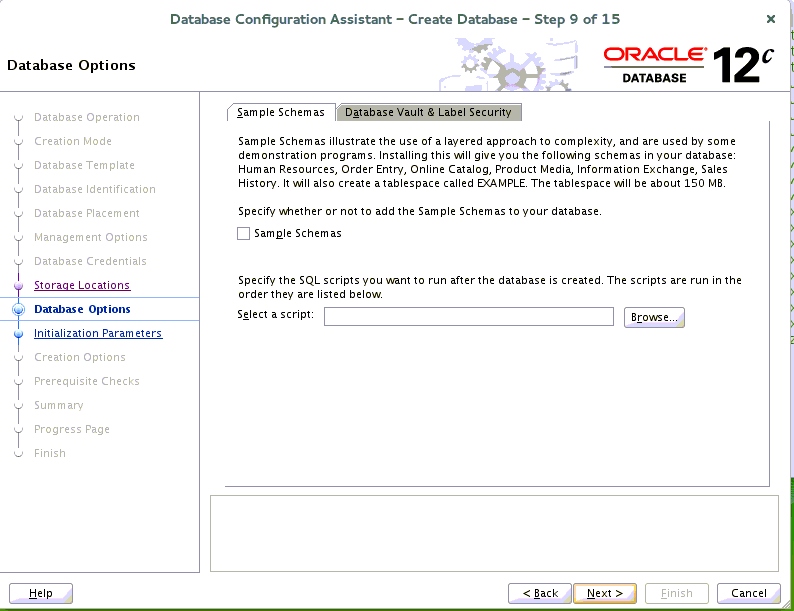 Database Configuration Assistant – Create Database – Step 9 of 15
Database Options
ORACLE®
DATABASE
12c
Database Operation
Creation Mode
Database Template
Database Identification
Database Placement
Management Options
Database Credentials
Storage Locations
Database Options
Initialization Parameters
Creation Options
Prerequisite Checks
Summary
Progress Page
Finish
Sample Schemas
Database Vault & Label Security
Sample Schemas illustrate the use of a layered approach to complexity, and are used by some
demonstration programs. Installing this will give you the following schemas in your database:
Human Resources, Order Entry, Online Catalog, Product Media, Information Exchange, Sales
History. It will also create a tablespace called EXAMPLE. The tablespace will be about 150 MB.
Specify whether or not to add the Sample Schemas to your database.
Sample Schemas
Specify the SQL scripts you want to run after the database is created. The scripts are run in the
order they are listed below.
Select a script:
Browse...
Help
< Back
Next >
Finish
Cancel